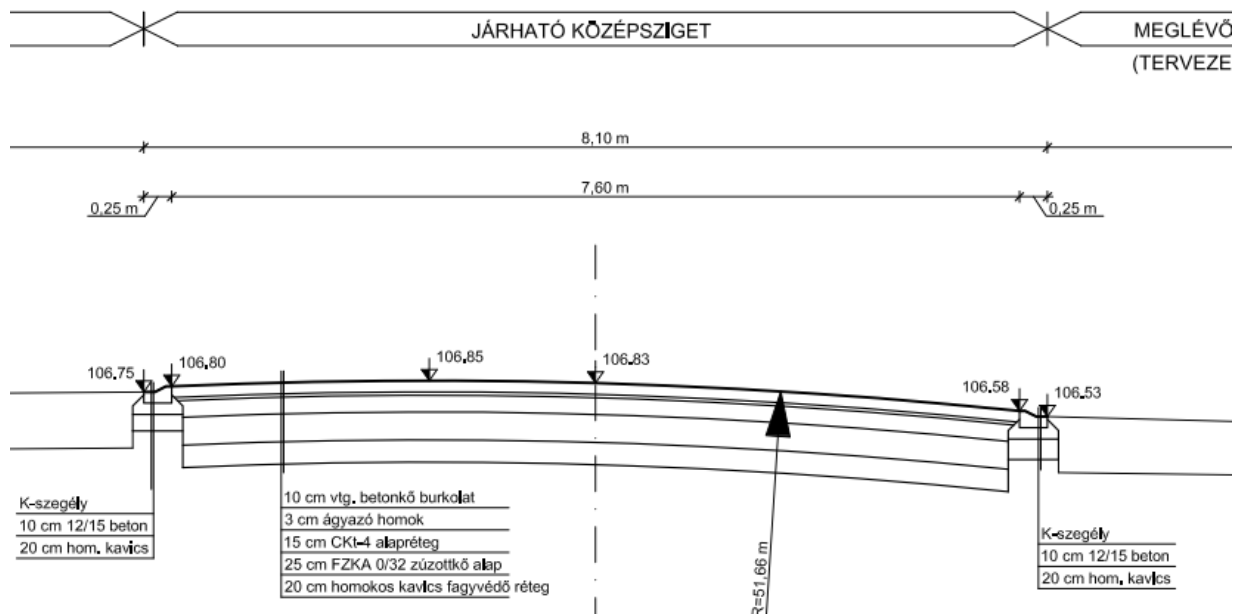 JÁRHATÓ KÖZÉPSZIGET
MEGLÉVŐ
(TERVEZE
8,10 m
7,60 m
0,25 m
0,25 m
106.75
106.80
106.85
106.83
106.58
106.53
K-szegély
10 cm 12/15 beton
20 cm hom. kavics
10 cm vtg. betonkő burkolat
3 cm ágyazó homok
15 cm CKt-4 alapréteg
25 cm FZKA 0/32 zúzottkő alap
20 cm homokos kavics fagyvédő réteg
R=51,66 m
K-szegély
10 cm 12/15 beton
20 cm hom. kavics